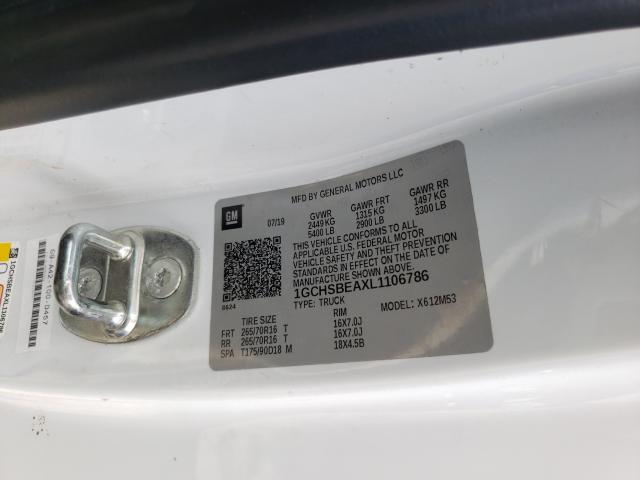 MFD BY GENERAL MOTORS LLC
GM
07/19
GVWR GAWR FRT GAWR RR
2449 KG 1315 KG 1497 KG
5400 LB 2900 LB 3300 LB
THIS VEHICLE CONFORMS TO ALL
APPLICABLE U.S. FEDERAL MOTOR
VEHICLE SAFETY AND THEFT PREVENTION
STANDARDS IN EFFECT ON THE DATE OF
MANUFACTURE SHOWN ABOVE.
1GCHSBEAXL1106786
0624
TYPE: TRUCK MODEL: X612M53
TIRE SIZE RIM
FRT 265/70R16 T 16X7.0J
RR 265/70R16 T 16X7.0J
SPA T175/90D18 M 18X4.5B
1GCHSBEAXL1106786